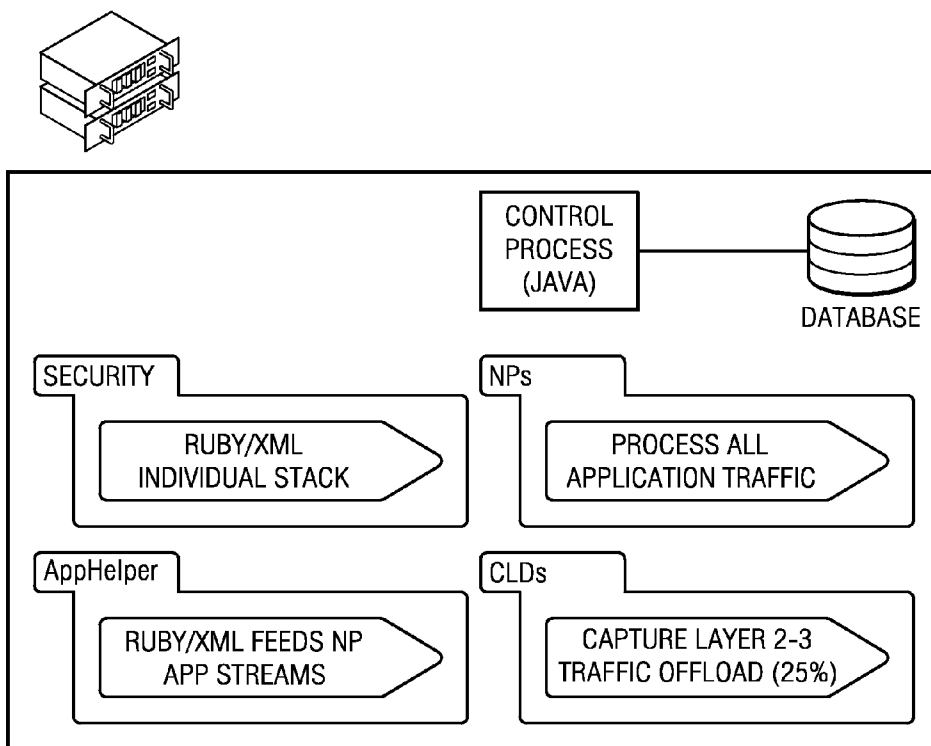 CONTROL
PROCESS
(JAVA)
DATABASE
SECURITY
RUBY/XML
INDIVIDUAL STACK
NPs
PROCESS ALL
APPLICATION TRAFFIC
AppHelper
RUBY/XML FEEDS NP
APP STREAMS
CLDs
CAPTURE LAYER 2-3
TRAFFIC OFFLOAD (25%)